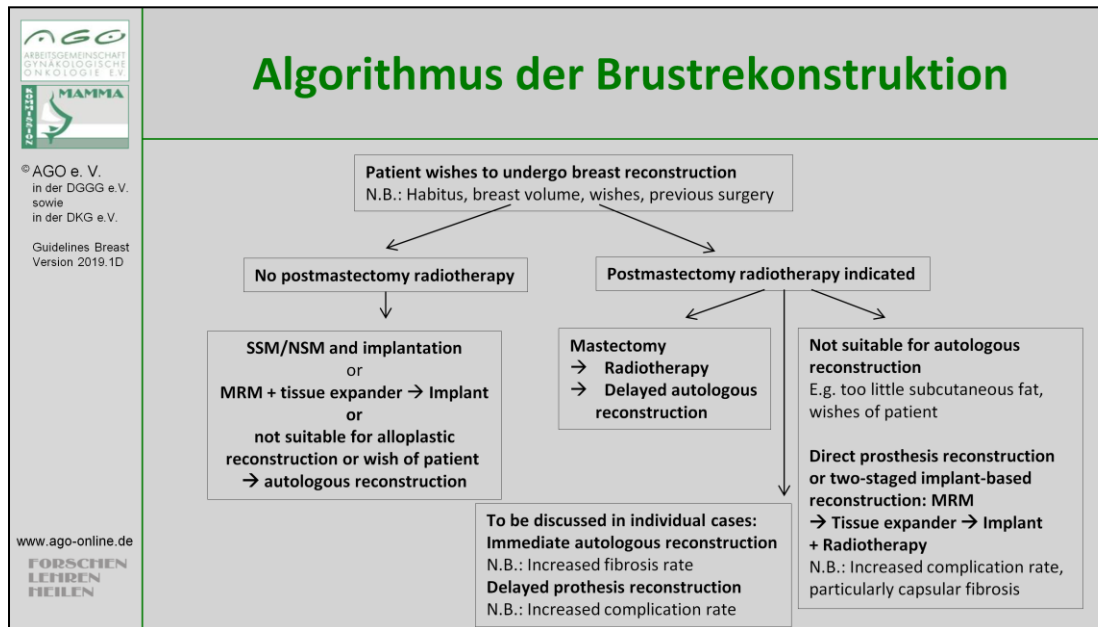 AGO
ARBEITSGEMEINSCHAFT
GYNÄKOLOGISCHE
ONKOLOGIE E.V.
KOMMISSION
MAMMA
© AGO e. V.
in der DGGG e.V.
sowie
in der DKG e.V.
Guidelines Breast
Version 2019.1D
www.ago-online.de
FORSCHEN
LEHREN
HEILEN
Algorithmus der Brustrekonstruktion
Patient wishes to undergo breast reconstruction
N.B.: Habitus, breast volume, wishes, previous surgery
No postmastectomy radiotherapy
Postmastectomy radiotherapy indicated
SSM/NSM and implantation
or
MRM + tissue expander → Implant
or
not suitable for alloplastic
reconstruction or wish of patient
→ autologous reconstruction
Mastectomy
→ Radiotherapy
→ Delayed autologous
reconstruction
Not suitable for autologous
reconstruction
E.g. too little subcutaneous fat,
wishes of patient
Direct prosthesis reconstruction
or two-staged implant-based
reconstruction: MRM
→ Tissue expander → Implant
+ Radiotherapy
N.B.: Increased complication rate,
particularly capsular fibrosis
To be discussed in individual cases:
Immediate autologous reconstruction
N.B.: Increased fibrosis rate
Delayed prothesis reconstruction
N.B.: Increased complication rate